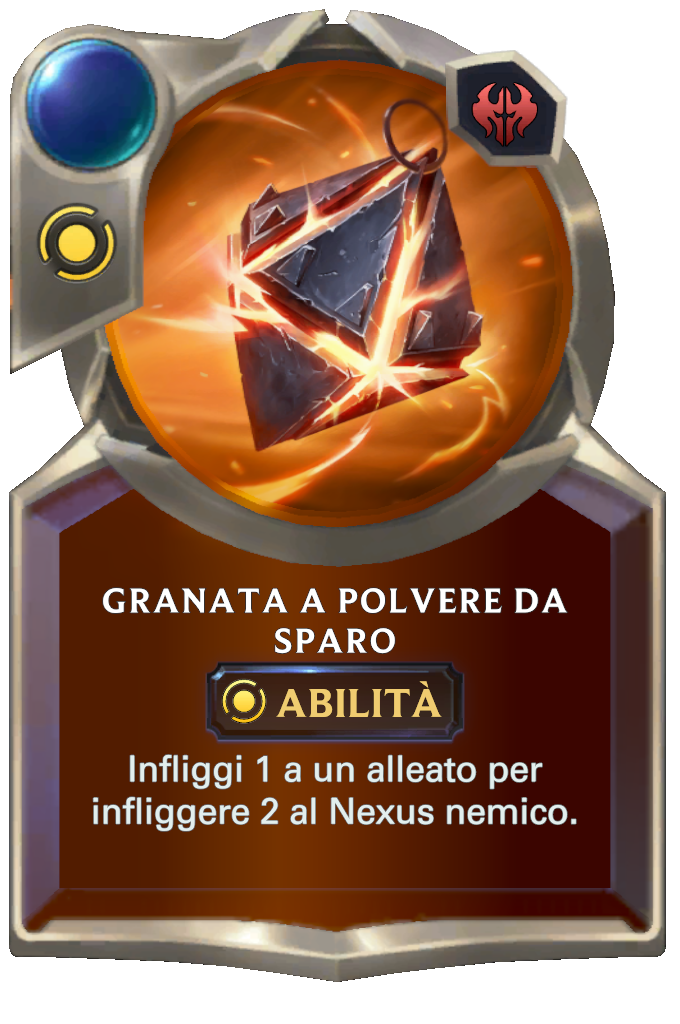 GRANATA A POLVERE DA
SPARO
ABILITÀ
Infliggi 1 a un alleato per
infliggere 2 al Nexus nemico.